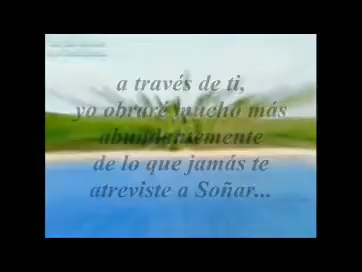 a través de ti,
yo obraré mucho más
abundantemente
de lo que jamás te
atreviste a Soñar...